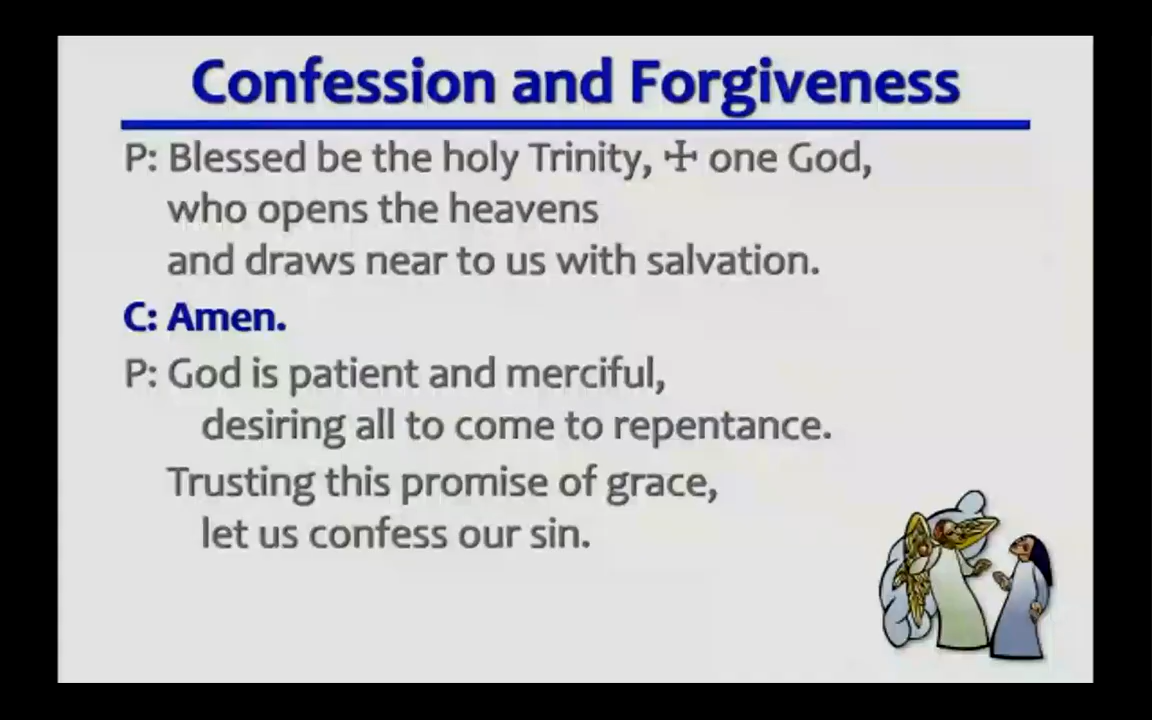 Confession and Forgiveness
P: Blessed be the holy Trinity, ☩ one God,
who opens the heavens
and draws near to us with salvation.
C: Amen.
P: God is patient and merciful,
desiring all to come to repentance.
Trusting this promise of grace,
let us confess our sin.